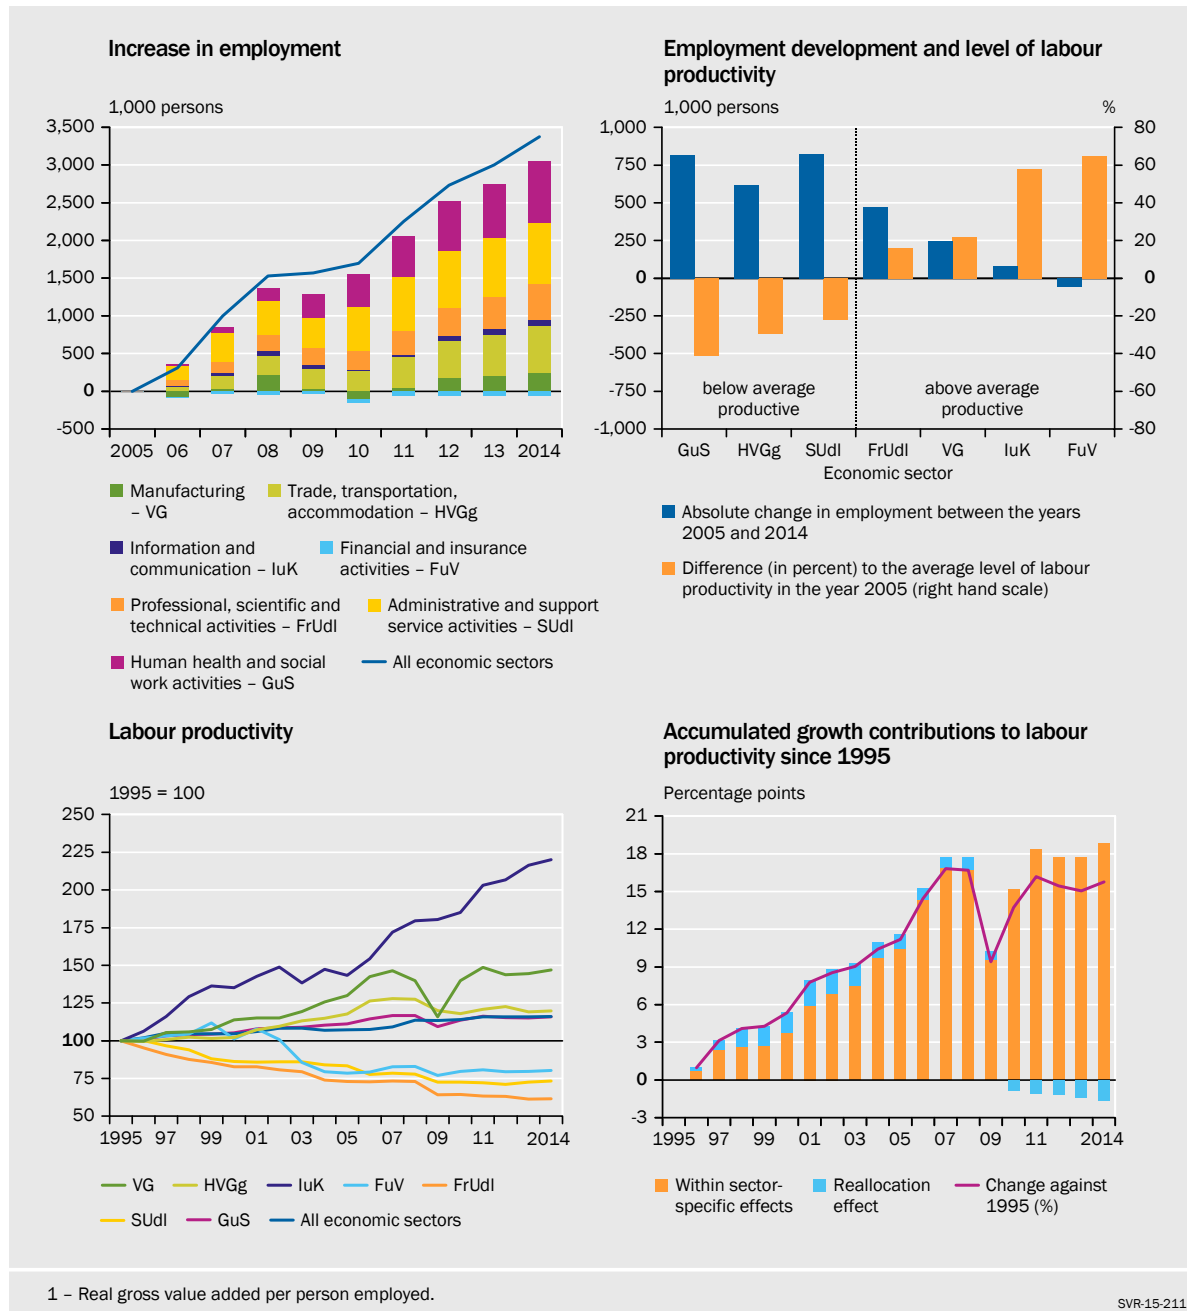 Increase in employment
1,000 persons
3,500
3,000
2,500
2,000
1,500
1,000
500
0
-500
2005 06 07 08 09 10 11 12 13 2014
Manufacturing – VG
Trade, transportation, accommodation – HVGg
Information and communication – IuK
Financial and insurance activities – FuV
Professional, scientific and technical activities – FrUdl
Administrative and support service activities – SUdl
Human health and social work activities – GuS
All economic sectors
Employment development and level of labour
productivity
1,000 persons
%
1,000
750
500
250
0
-250
-500
-750
-1,000
80
60
40
20
0
-20
-40
-60
-80
below average
productive
above average
productive
GuS HVGg SUdl FrUdl VG IuK FuV
Economic sector
Absolute change in employment between the years
2005 and 2014
Difference (in percent) to the average level of labour
productivity in the year 2005 (right hand scale)
Labour productivity
1995 = 100
250
225
200
175
150
125
100
75
50
1995 97 99 01 03 05 07 09 11 2014
VG HVGg IuK FuV FrUdl
SUdl GuS All economic sectors
Accumulated growth contributions to labour
productivity since 1995
Percentage points
21
18
15
12
9
6
3
0
-3
1995 97 99 01 03 05 07 09 11 2014
Within sector-
specific effects
Reallocation
effect
Change against
1995 (%)
1 – Real gross value added per person employed.
SVR-15-211